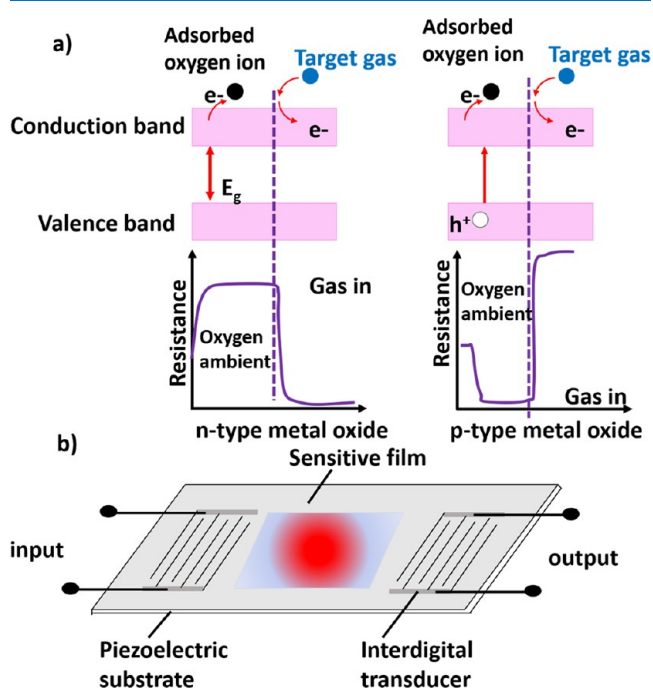 a)
Adsorbed
oxygen ion
Target gas
e-
e-
Conduction band
Eg
Valence band
Adsorbed
oxygen ion
Target gas
e-
e-
h+
Resistance
Gas in
Oxygen
ambient
n-type metal oxide
Resistance
Oxygen
ambient
Gas in
p-type metal oxide
b)
Sensitive film
input
output
Piezoelectric
substrate
Interdigital
transducer